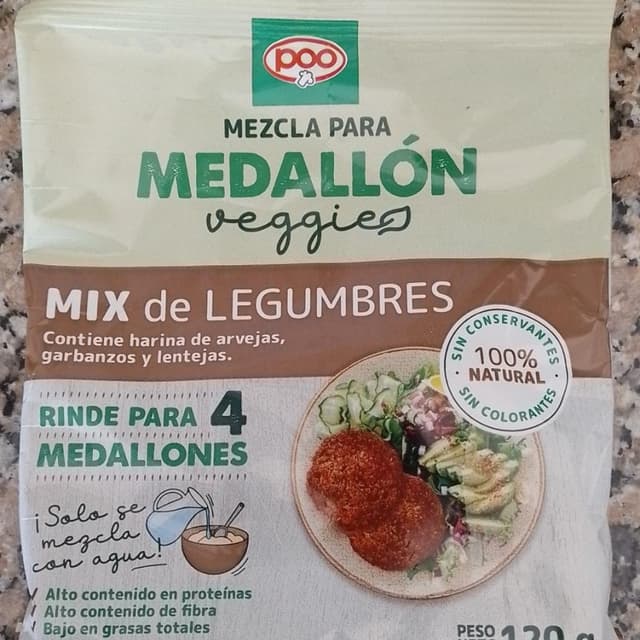 poo
MEZCLA PARA
MEDALLÓN
veggies
MIX de LEGUMBRES
Contiene harina de arvejas,
garbanzos y lentejas.
SIN CONSERVANTES
100%
NATURAL
SIN COLORANTES
RINDE PARA 4
MEDALLONES
¡Solo se
mezcla
con agua!
Alto contenido en proteínas
Alto contenido de fibra
Bajo en grasas totales
PESO
120 g